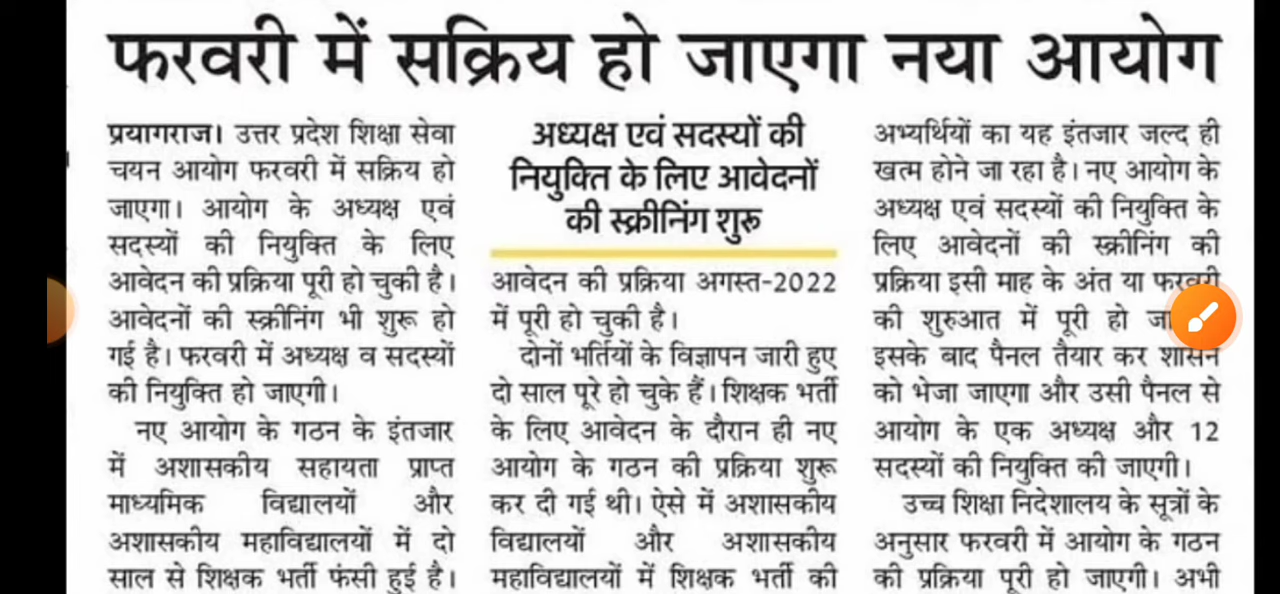 फरवरी में सक्रिय हो जाएगा नया आयोग
प्रयागराज। उत्तर प्रदेश शिक्षा सेवा
चयन आयोग फरवरी में सक्रिय हो
जाएगा। आयोग के अध्यक्ष एवं
सदस्यों की नियुक्ति के लिए
आवेदन की प्रक्रिया पूरी हो चुकी है।
आवेदनों की स्क्रीनिंग भी शुरू हो
गई है। फरवरी में अध्यक्ष व सदस्यों
की नियुक्ति हो जाएगी।
नए आयोग के गठन के इंतजार
में अशासकीय सहायता प्राप्त
माध्यमिक विद्यालयों और
अशासकीय महाविद्यालयों में दो
साल से शिक्षक भर्ती फंसी हुई है।
अध्यक्ष एवं सदस्यों की
नियुक्ति के लिए आवेदनों
की स्क्रीनिंग शुरू
आवेदन की प्रक्रिया अगस्त-2022
में पूरी हो चुकी है।
दोनों भर्तियों के विज्ञापन जारी हुए
दो साल पूरे हो चुके हैं। शिक्षक भर्ती
के लिए आवेदन के दौरान ही नए
आयोग के गठन की प्रक्रिया शुरू
कर दी गई थी। ऐसे में अशासकीय
विद्यालयों और अशासकीय
महाविद्यालयों में शिक्षक भर्ती की
अभ्यर्थियों का यह इंतजार जल्द ही
खत्म होने जा रहा है। नए आयोग के
अध्यक्ष एवं सदस्यों की नियुक्ति के
लिए आवेदनों की स्क्रीनिंग की
प्रक्रिया इसी माह के अंत या फरवरी
की शुरुआत में पूरी हो
इसके बाद पैनल तैयार कर शासन
को भेजा जाएगा और उसी पैनल से
आयोग के एक अध्यक्ष और 12
सदस्यों की नियुक्ति की जाएगी।
उच्च शिक्षा निदेशालय के सूत्रों के
अनुसार फरवरी में आयोग के गठन
की प्रक्रिया पूरी हो जाएगी। अभी